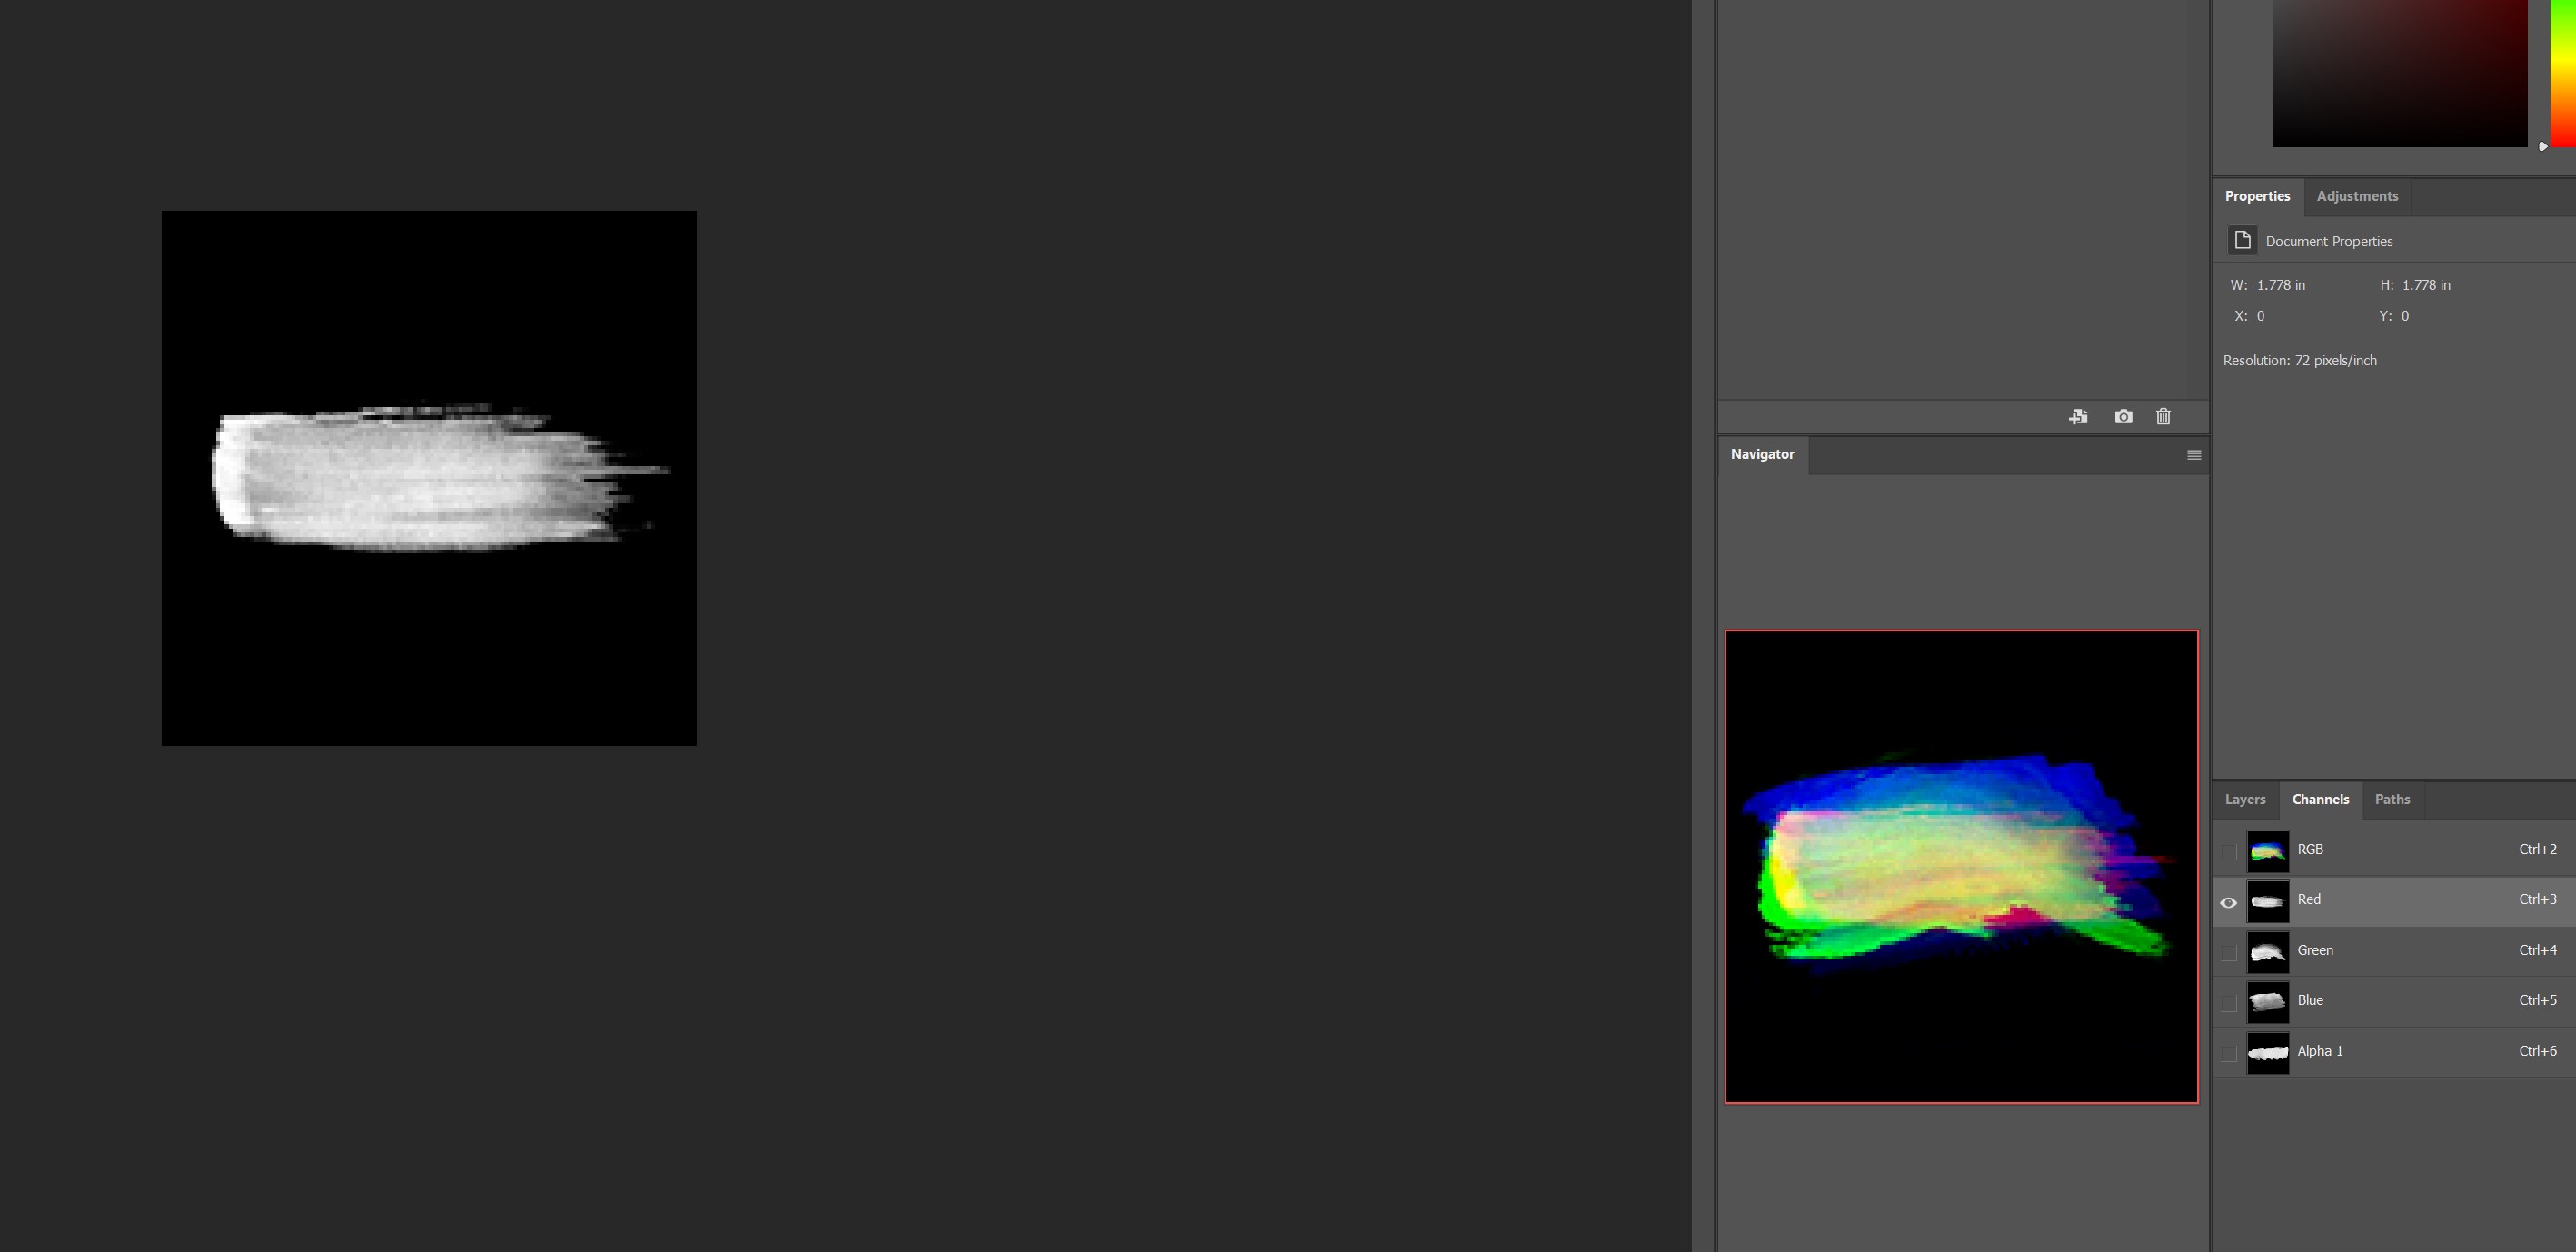 Properties Adjustments
Document Properties
W: 1.778 in H: 1.778 in
X: 0 Y: 0
Resolution: 72 pixels/inch
Navigator
Layers Channels Paths
RGB Ctrl+2
Red Ctrl+3
Green Ctrl+4
Blue Ctrl+5
Alpha 1 Ctrl+6